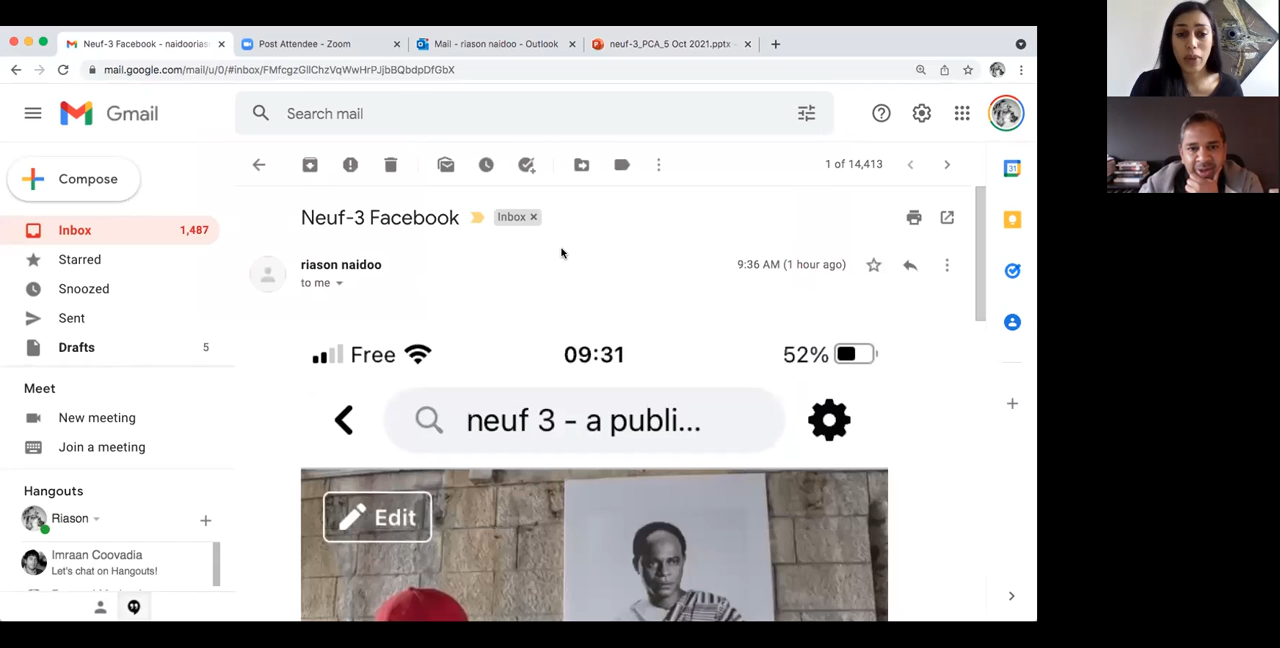 Neuf-3 Facebook - naidoorias
Post Attendee - Zoom
Mail - riason naidoo - Outlook
neuf-3_PCA_5 Oct 2021.pptx -
mail.google.com/mail/u/0/#inbox/FMfcgzGllChzVqWwHrPJjbBQbdpDfGbX
Gmail
Search mail
Compose
1 of 14,413
Inbox 1,487
Starred
Snoozed
Sent
Drafts 5
Meet
New meeting
Join a meeting
Hangouts
Riason
Imraan Coovadia
Let's chat on Hangouts!
Neuf-3 Facebook
Inbox x
riason naidoo
9:36 AM (1 hour ago)
to me
Free
09:31
52%
neuf 3 - a publi...
Edit
31